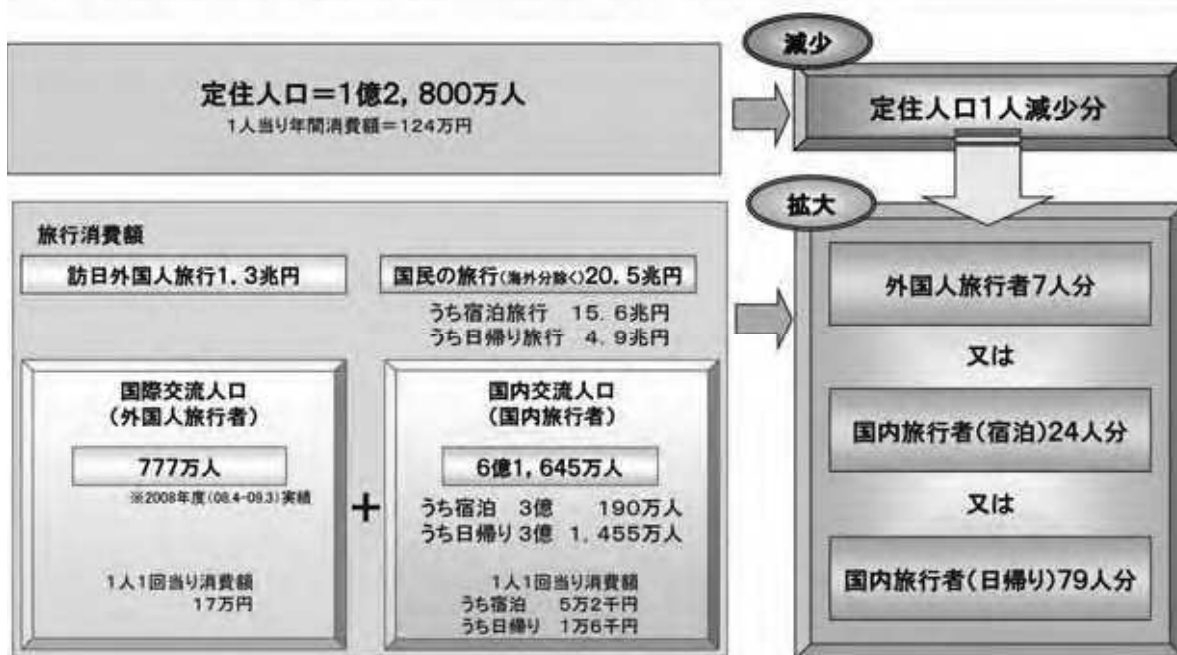 減少
定住人口=1億2,800万人
1人当り年間消費額=124万円
定住人口1人減少分
拡大
旅行消費額
訪日外国人旅行1.3兆円
国民の旅行(海外分除く)20.5兆円
うち宿泊旅行 15.6兆円
うち日帰り旅行 4.9兆円
国際交流人口
(外国人旅行者)
777万人
※2008年度(08.4-09.3)実績
1人1回当り消費額
17万円
+
国内交流人口
(国内旅行者)
6億1,645万人
うち宿泊 3億 190万人
うち日帰り 3億 1,455万人
1人1回当り消費額
うち宿泊 5万2千円
うち日帰り 1万6千円
外国人旅行者7人分
又は
国内旅行者(宿泊)24人分
又は
国内旅行者(日帰り)79人分